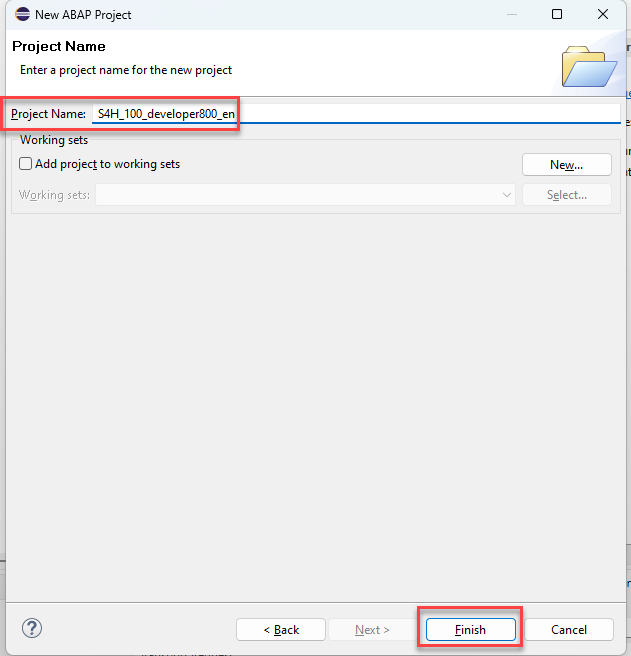 New ABAP Project
Project Name
Enter a project name for the new project
Project Name: S4H_100_developer800_en
Working sets
Add project to working sets
New...
Working sets:
Select...
< Back
Next >
Finish
Cancel